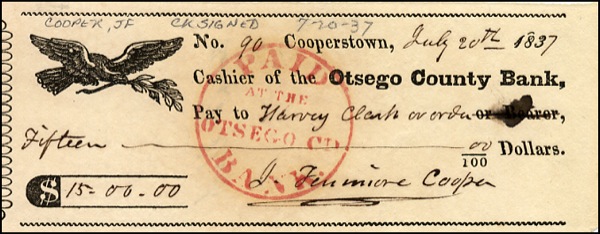 COOPER, JF CK SIGNED 7-20-37
No. 90 Cooperstown, July 20th 1837
Cashier of the Otsego County Bank,
Pay to Harvey Clark or order or Bearer,
Fifteen 00/100 Dollars.
$ 15-00-00
J. Fenimore Cooper
PAID
AT THE
OTSEGO CO.
BANK.